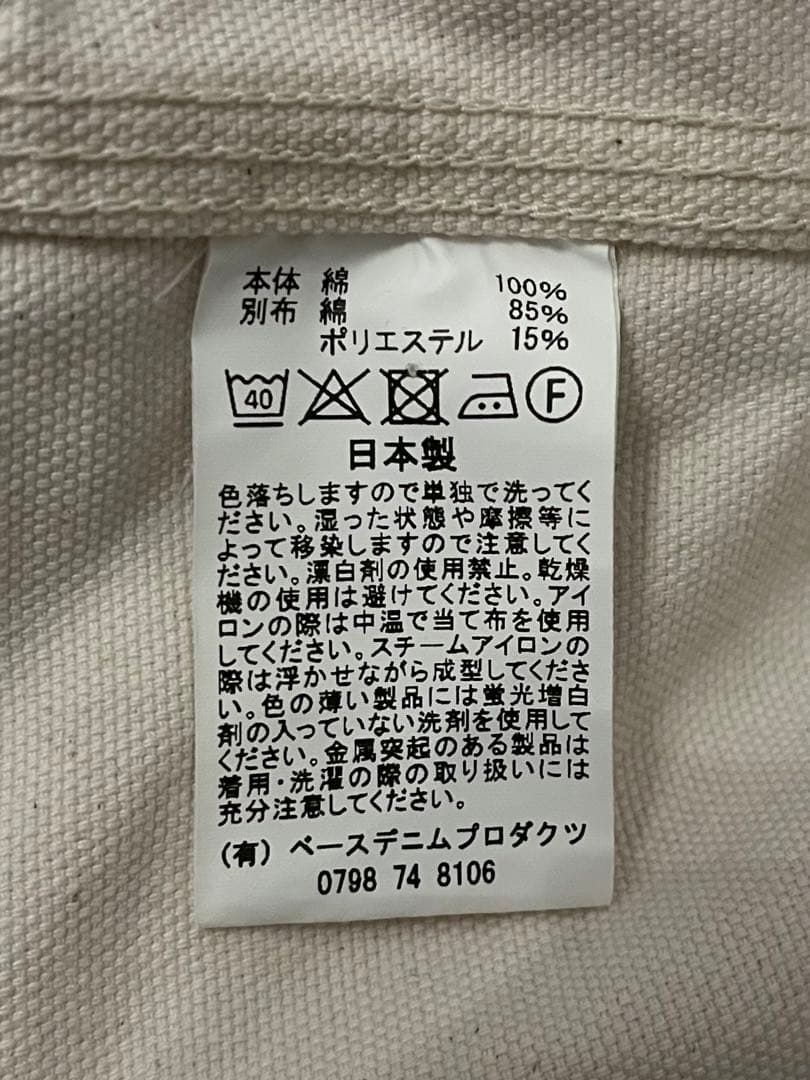 本体 綿 100%
別布 綿 85%
ポリエステル 15%
40 F
日本製
色落ちしますので単独で洗ってく
ださい。湿った状態や摩擦等に
よって移染しますので注意してく
ださい。漂白剤の使用禁止。乾燥
機の使用は避けてください。アイ
ロンの際は中温で当て布を使用
してください。スチームアイロンの
際は浮かせながら成型してくださ
い。色の薄い製品には蛍光増白
剤の入っていない洗剤を使用して
ください。金属突起のある製品は
着用・洗濯の際の取り扱いには
充分注意してください。
(有) ベースデニムプロダクツ
0798 74 8106